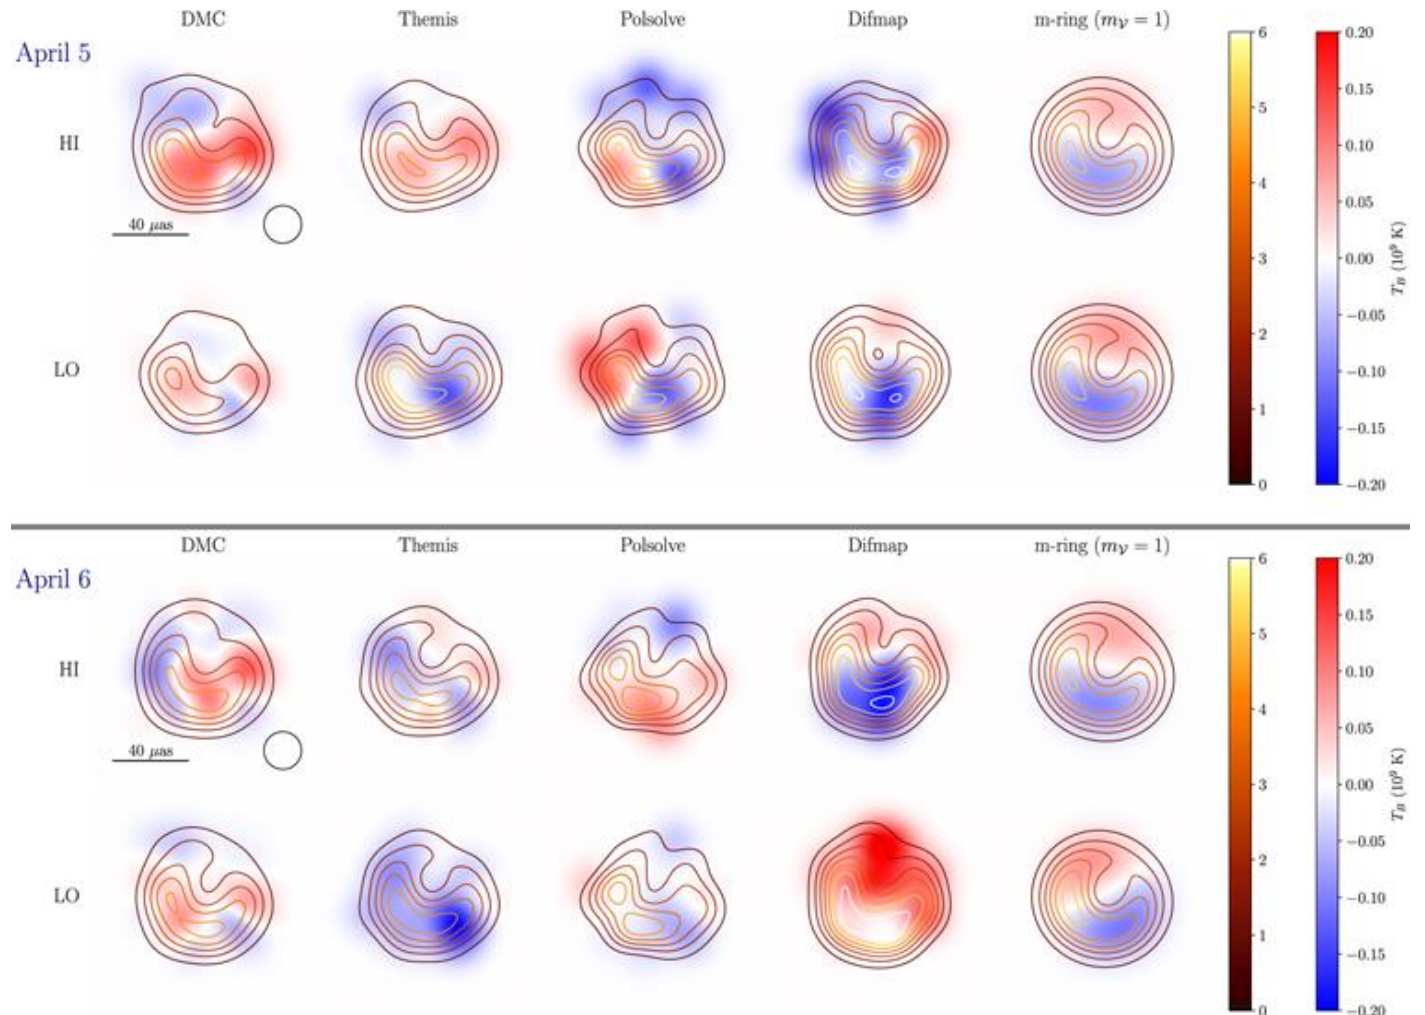 DMC Themis Polsolve Difmap m-ring (m_𝒱 = 1)
April 5
HI
40 μas
LO
6
5
4
3
2
1
0
0.20
0.15
0.10
0.05
0.00
−0.05
−0.10
−0.15
−0.20
T_B (10⁹ K)
DMC Themis Polsolve Difmap m-ring (m_𝒱 = 1)
April 6
HI
40 μas
LO
6
5
4
3
2
1
0
0.20
0.15
0.10
0.05
0.00
−0.05
−0.10
−0.15
−0.20
T_B (10⁹ K)